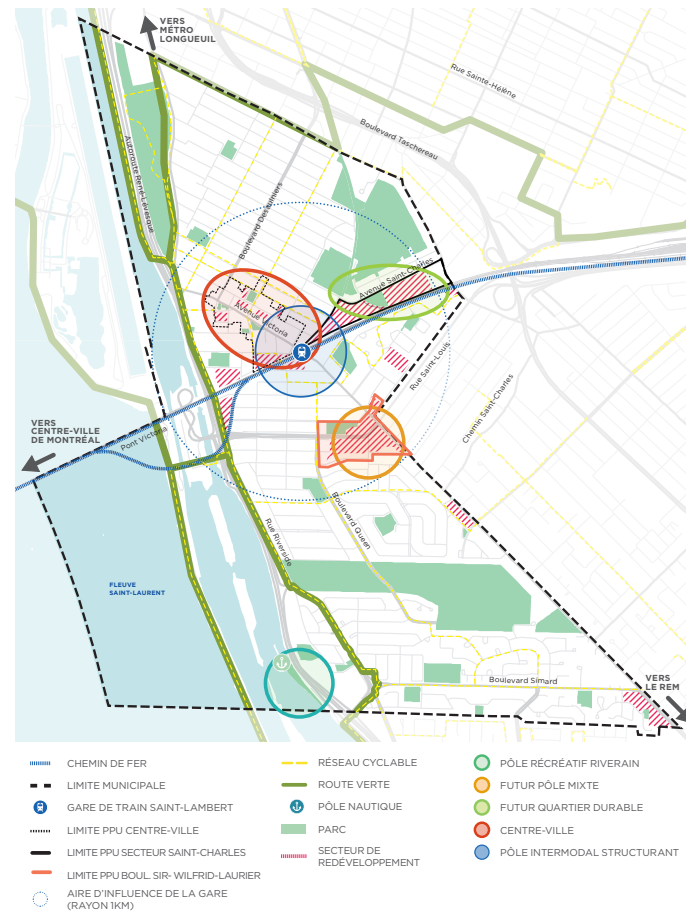 VERS
MÉTRO
LONGUEUIL
Rue Sainte-Hélène
Boulevard Taschereau
Autoroute René-Lévesque
Boulevard Desaulniers
Avenue Saint-Charles
Avenue Victoria
Rue Saint-Louis
Chemin Saint-Charles
VERS
CENTRE-VILLE
DE MONTRÉAL
Pont Victoria
Boulevard Queen
Rue Riverside
FLEUVE
SAINT-LAURENT
Boulevard Simard
VERS
LE REM
CHEMIN DE FER
LIMITE MUNICIPALE
GARE DE TRAIN SAINT-LAMBERT
LIMITE PPU CENTRE-VILLE
LIMITE PPU SECTEUR SAINT-CHARLES
LIMITE PPU BOUL. SIR- WILFRID-LAURIER
AIRE D'INFLUENCE DE LA GARE
(RAYON 1KM)
RÉSEAU CYCLABLE
ROUTE VERTE
PÔLE NAUTIQUE
PARC
SECTEUR DE
REDÉVELOPPEMENT
PÔLE RÉCRÉATIF RIVERAIN
FUTUR PÔLE MIXTE
FUTUR QUARTIER DURABLE
CENTRE-VILLE
PÔLE INTERMODAL STRUCTURANT